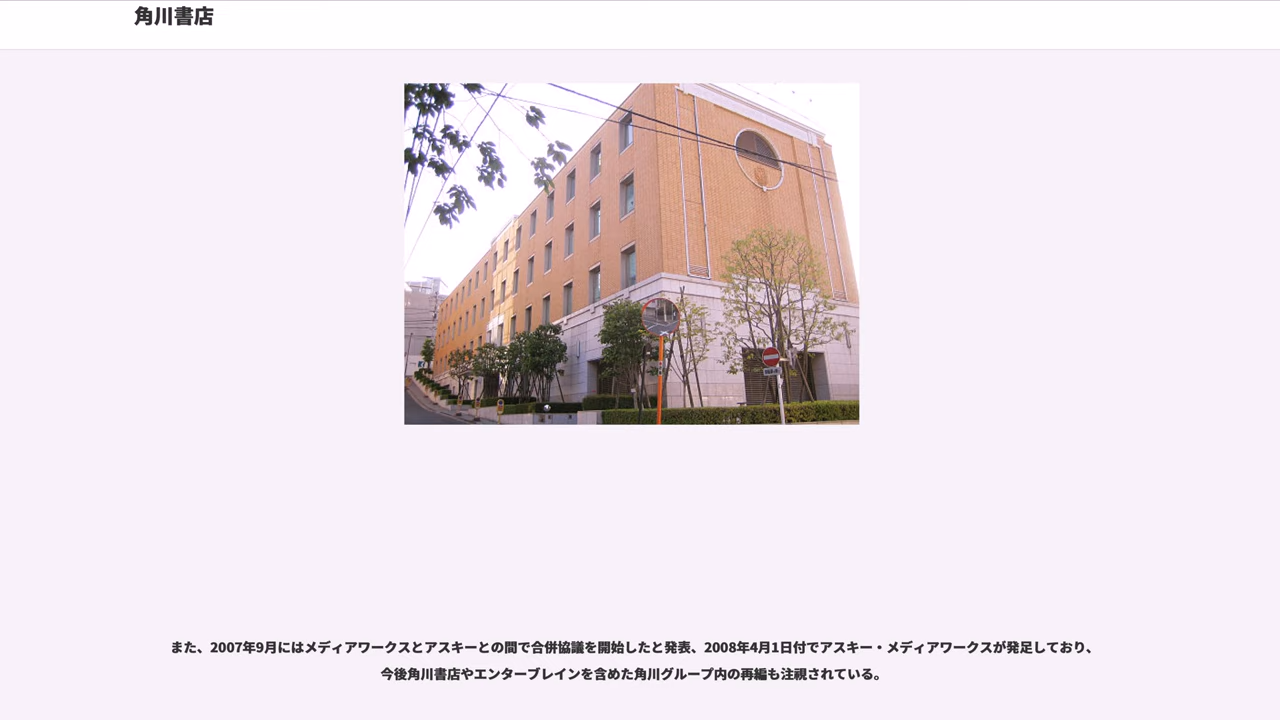 角川書店
また、2007年9月にはメディアワークスとアスキーとの間で合併協議を開始したと発表、2008年4月1日付でアスキー・メディアワークスが発足しており、
今後角川書店やエンターブレインを含めた角川グループ内の再編も注視されている。